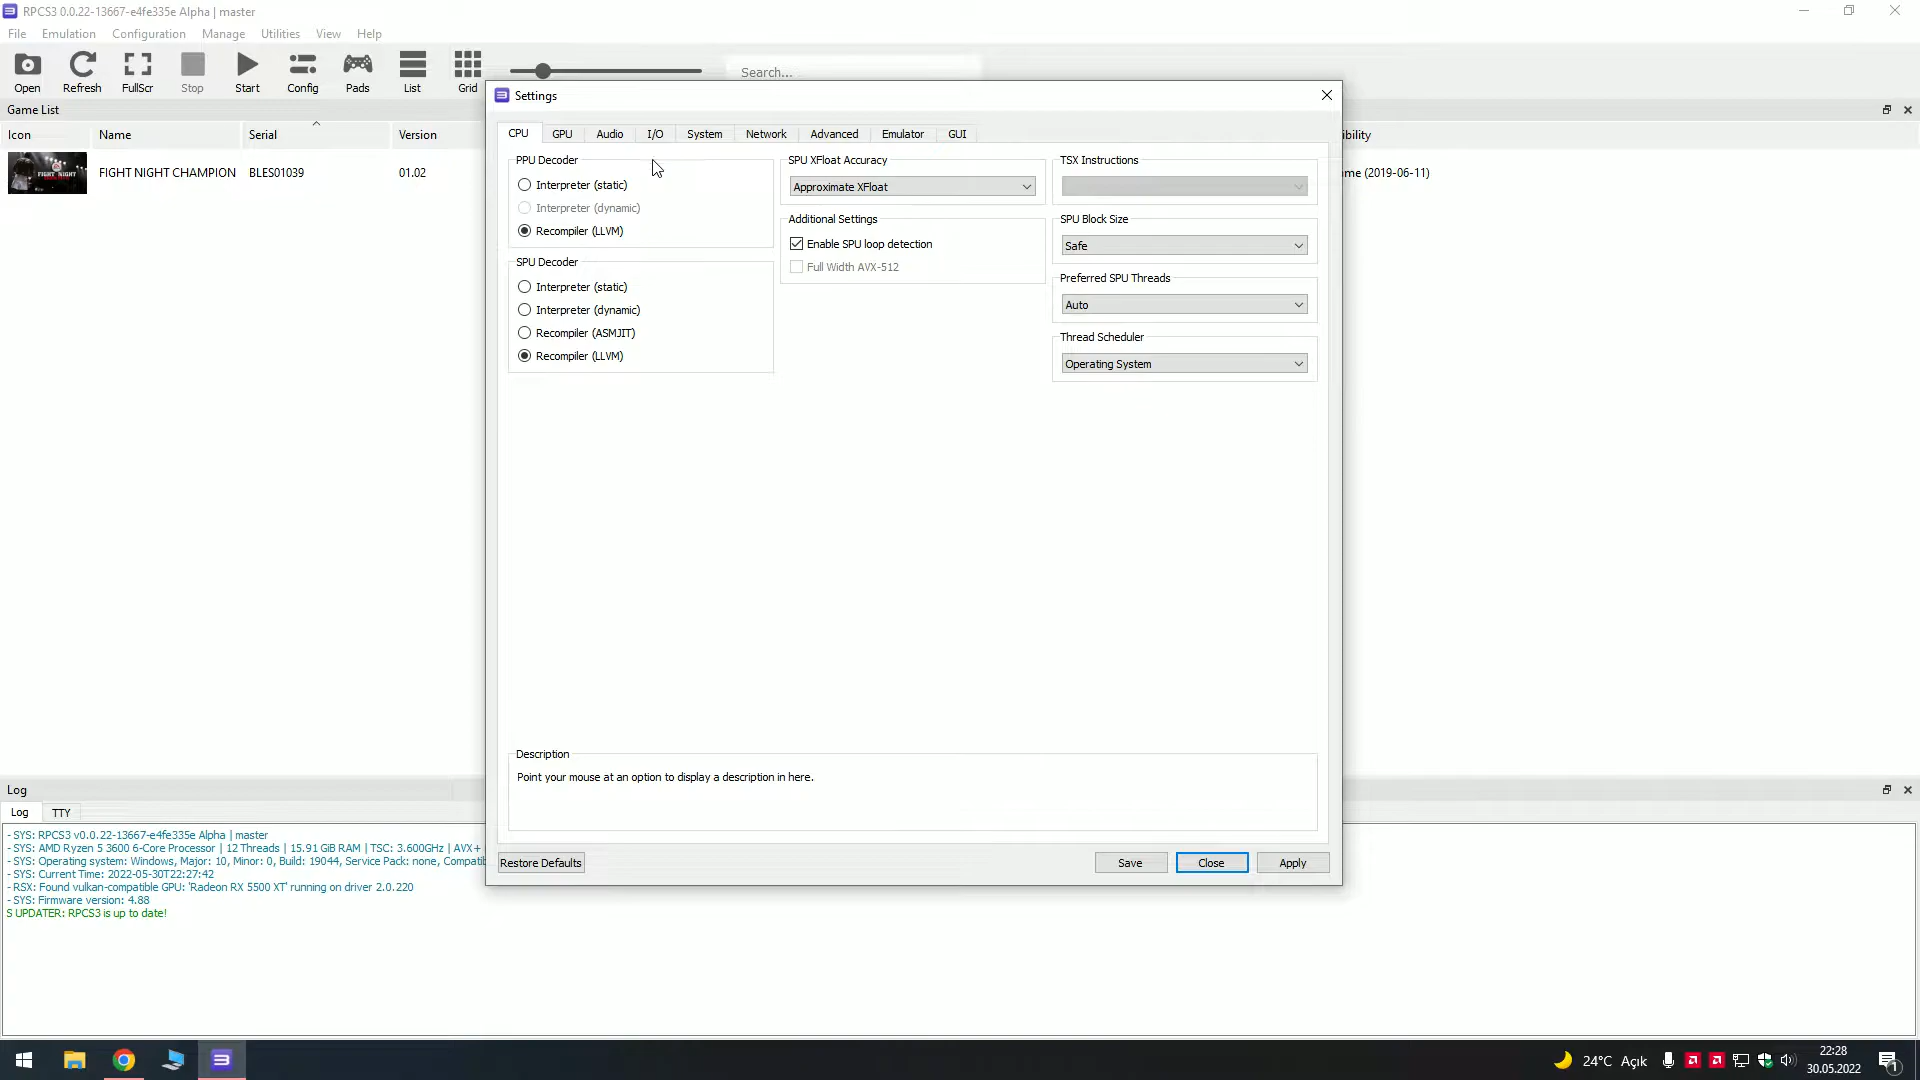 RPCS3 0.0.22-13667-e4fe335e Alpha | master
File Emulation Configuration Manage Utilities View Help
Open Refresh FullScr Stop Start Config Pads List Grid
Search...
Game List
Icon Name Serial Version
ibility
FIGHT NIGHT
FIGHT NIGHT CHAMPION BLES01039 01.02
me (2019-06-11)
Settings
CPU GPU Audio I/O System Network Advanced Emulator GUI
PPU Decoder
Interpreter (static)
Interpreter (dynamic)
Recompiler (LLVM)
SPU Decoder
Interpreter (static)
Interpreter (dynamic)
Recompiler (ASMJIT)
Recompiler (LLVM)
SPU XFloat Accuracy
Approximate XFloat
Additional Settings
Enable SPU loop detection
Full Width AVX-512
TSX Instructions
SPU Block Size
Safe
Preferred SPU Threads
Auto
Thread Scheduler
Operating System
Description
Point your mouse at an option to display a description in here.
Restore Defaults Save Close Apply
Log
Log TTY
- SYS: RPCS3 v0.0.22-13667-e4fe335e Alpha | master
- SYS: AMD Ryzen 5 3600 6-Core Processor | 12 Threads | 15.91 GiB RAM | TSC: 3.600GHz | AVX+
- SYS: Operating system: Windows, Major: 10, Minor: 0, Build: 19044, Service Pack: none, Compatib
- SYS: Current Time: 2022-05-30T22:27:42
- RSX: Found vulkan-compatible GPU: 'Radeon RX 5500 XT' running on driver 2.0.220
- SYS: Firmware version: 4.88
S UPDATER: RPCS3 is up to date!
24°C Açık
22:28
30.05.2022
1